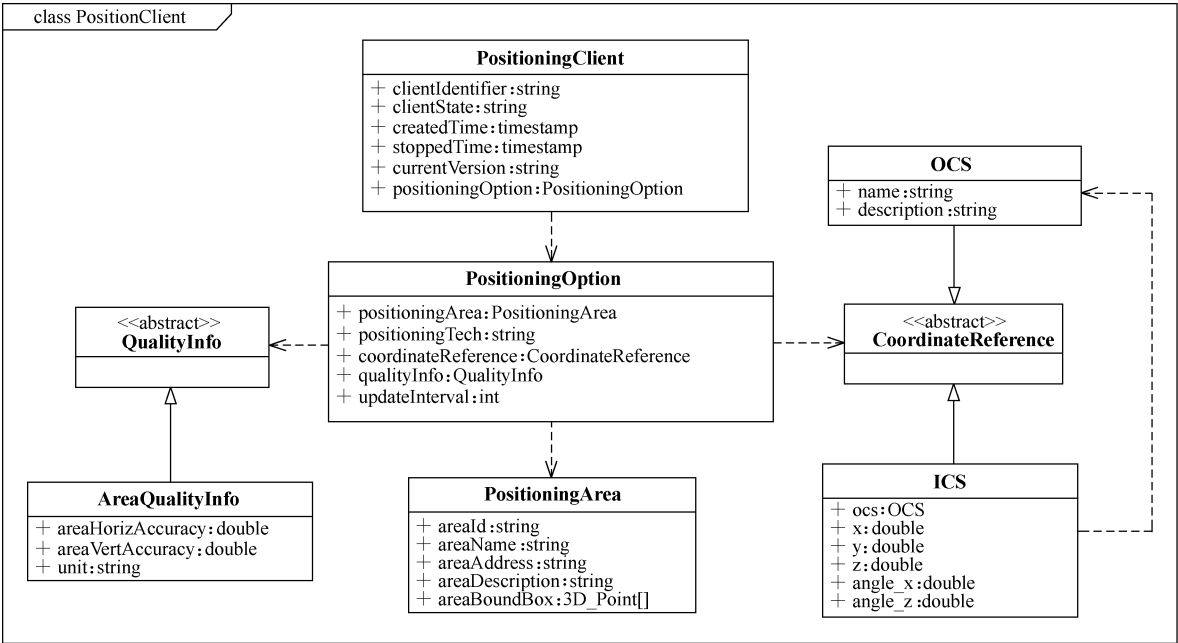 class PositionClient
PositioningClient
+ clientIdentifier:string
+ clientState:string
+ createdTime:timestamp
+ stoppedTime:timestamp
+ currentVersion:string
+ positioningOption:PositioningOption
OCS
+ name:string
+ description:string
PositioningOption
+ positioningArea:PositioningArea
+ positioningTech:string
+ coordinateReference:CoordinateReference
+ qualityInfo:QualityInfo
+ updateInterval:int
<<abstract>>
QualityInfo
<<abstract>>
CoordinateReference
AreaQualityInfo
+ areaHorizAccuracy:double
+ areaVertAccuracy:double
+ unit:string
PositioningArea
+ areaId:string
+ areaName:string
+ areaAddress:string
+ areaDescription:string
+ areaBoundBox:3D_Point[]
ICS
+ ocs:OCS
+ x:double
+ y:double
+ z:double
+ angle_x:double
+ angle_z:double